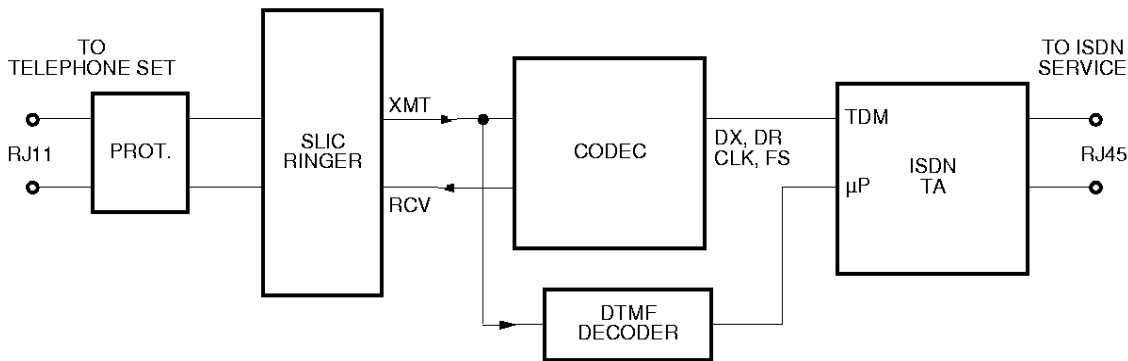 TO
TELEPHONE SET
RJ11
PROT.
SLIC
RINGER
XMT
RCV
CODEC
DTMF
DECODER
DX, DR
CLK, FS
TDM
µP
ISDN
TA
TO ISDN
SERVICE
RJ45